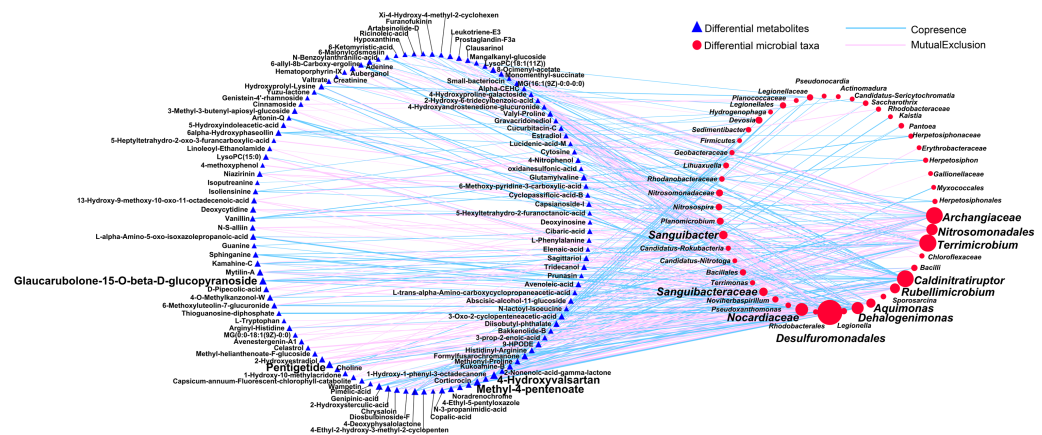 Differential metabolites
Differential microbial taxa
Copresence
MutualExclusion
Xi-4-Hydroxy-4-methyl-2-cyclohexen
Furanofukinin
Artabsinolide-D
Ricinoleic-acid
Hypoxanthine
6-Ketomyristic-acid
6-Malonylcosmosiin
N-Benzoylanthranilic-acid
6-allyl-8b-Carboxy-ergoline
Adenine
Auberganol
Hematoporphyrin-IX
Creatinine
Valtrate
Hydroxyprolyl-Lysine
Yuzu-lactone
Genistein-4'-rhamnoside
Cinnamoside
3-Methyl-3-butenyl-apiosyl-glucoside
Artonin-Q
5-Hydroxyindoleacetic-acid
6alpha-Hydroxyphaseollin
5-Heptyltetrahydro-2-oxo-3-furancarboxylic-acid
Linoleoyl-Ethanolamide
LysoPC(15:0)
4-methoxyphenol
Niazirinin
Isoputreanine
Isoliensinine
13-Hydroxy-9-methoxy-10-oxo-11-octadecenoic-acid
Deoxycytidine
Vanillin
N-S-alliin
L-alpha-Amino-5-oxo-isoxazolepropanoic-acid
Guanine
Sphinganine
Kamahine-C
Mytilin-A
Glaucarubolone-15-O-beta-D-glucopyranoside
D-Pipecolic-acid
4-O-Methylkanzonol-W
6-Methoxyluteolin-7-glucuronide
Thioguanosine-diphosphate
L-Tryptophan
Arginyl-Histidine
MG(0:0-18:1(9Z)-0:0)
Avenestergenin-A1
Celastrol
Methyl-helianthenoate-F-glucoside
2-Hydroxyestradiol
Pentigetide
Choline
1-Hydroxy-10-methylacridone
Capsicum-annuum-Fluorescent-chlorophyll-catabolite
Wampetin
Pimelic-acid
Genipinic-acid
2-Hydroxysterculic-acid
Chrysaloin
Diosbulbinoside-F
4-Deoxyphysalolactone
4-Ethyl-2-hydroxy-3-methyl-2-cyclopenten
Leukotriene-E3
Prostaglandin-F3a
Clausarinol
Mangalkanyl-glucoside
LysoPC(18:1(11Z))
8-Ocimenyl-acetate
Monomenthyl-succinate
MG(16:1(9Z)-0:0-0:0)
Small-bacteriocin
Alpha-CEHC
4-Hydroxyproline-galactoside
2-Hydroxy-6-tridecylbenzoic-acid
4-Hydroxyandrostenedione-glucuronide
Valyl-Proline
Gravacridonediol
Cucurbitacin-C
Estradiol
Lucidenic-acid-M
Cytosine
4-Nitrophenol
oxidanesulfonic-acid
Glutamylvaline
6-Methoxy-pyridine-3-carboxylic-acid
Cyclopassifloic-acid-B
Capsianoside-I
5-Hexyltetrahydro-2-furanoctanoic-acid
Deoxyinosine
Cibaric-acid
L-Phenylalanine
Elenaic-acid
Sagittariol
Tridecanol
Prunasin
Avenoleic-acid
L-trans-alpha-Amino-carboxycyclopropaneacetic-acid
Abscisic-alcohol-11-glucoside
N-lactoyl-Isoeucine
3-Oxo-2-cyclopenteneacetic-acid
Diisobutyl-phthalate
Bakkenolide-B
3-prop-2-enoic-acid
9-HPODE
Histidinyl-Arginine
Formylfusarochromanone
Methionyl-Proline
Kukoamine-B
2-Nonenoic-acid-gamma-lactone
1-Hydroxy-1-phenyl-3-octadecanone
4-Hydroxyvalsartan
Corticrocin
Methyl-4-pentenoate
Noradrenochrome
4-Ethyl-5-pentyloxazole
N-3-propanimidic-acid
Copalic-acid
Pseudonocardia
Legionellaceae
Actinomadura
Candidatus-Sericytochromatia
Planococcaceae
Saccharothrix
Legionellales
Rhodobacteraceae
Hydrogenophaga
Kaistia
Devosia
Pantoea
Sedimentibacter
Herpetosiphonaceae
Firmicutes
Erythrobacteraceae
Geobacteraceae
Herpetosiphon
Lihuaxuella
Gallionellaceae
Rhodanobacteraceae
Myxococcales
Nitrosomonadaceae
Herpetosiphonales
Nitrosospira
Archangiaceae
Planomicrobium
Nitrosomonadales
Sanguibacter
Terrimicrobium
Candidatus-Rokubacteria
Chloroflexaceae
Candidatus-Nitrotoga
Bacilli
Bacillales
Caldinitratiruptor
Terrimonas
Rubellimicrobium
Sanguibacteraceae
Sporosarcina
Noviherbaspirillum
Aquimonas
Pseudoxanthomonas
Dehalogenimonas
Nocardiaceae
Rhodobacterales
Legionella
Desulfuromonadales